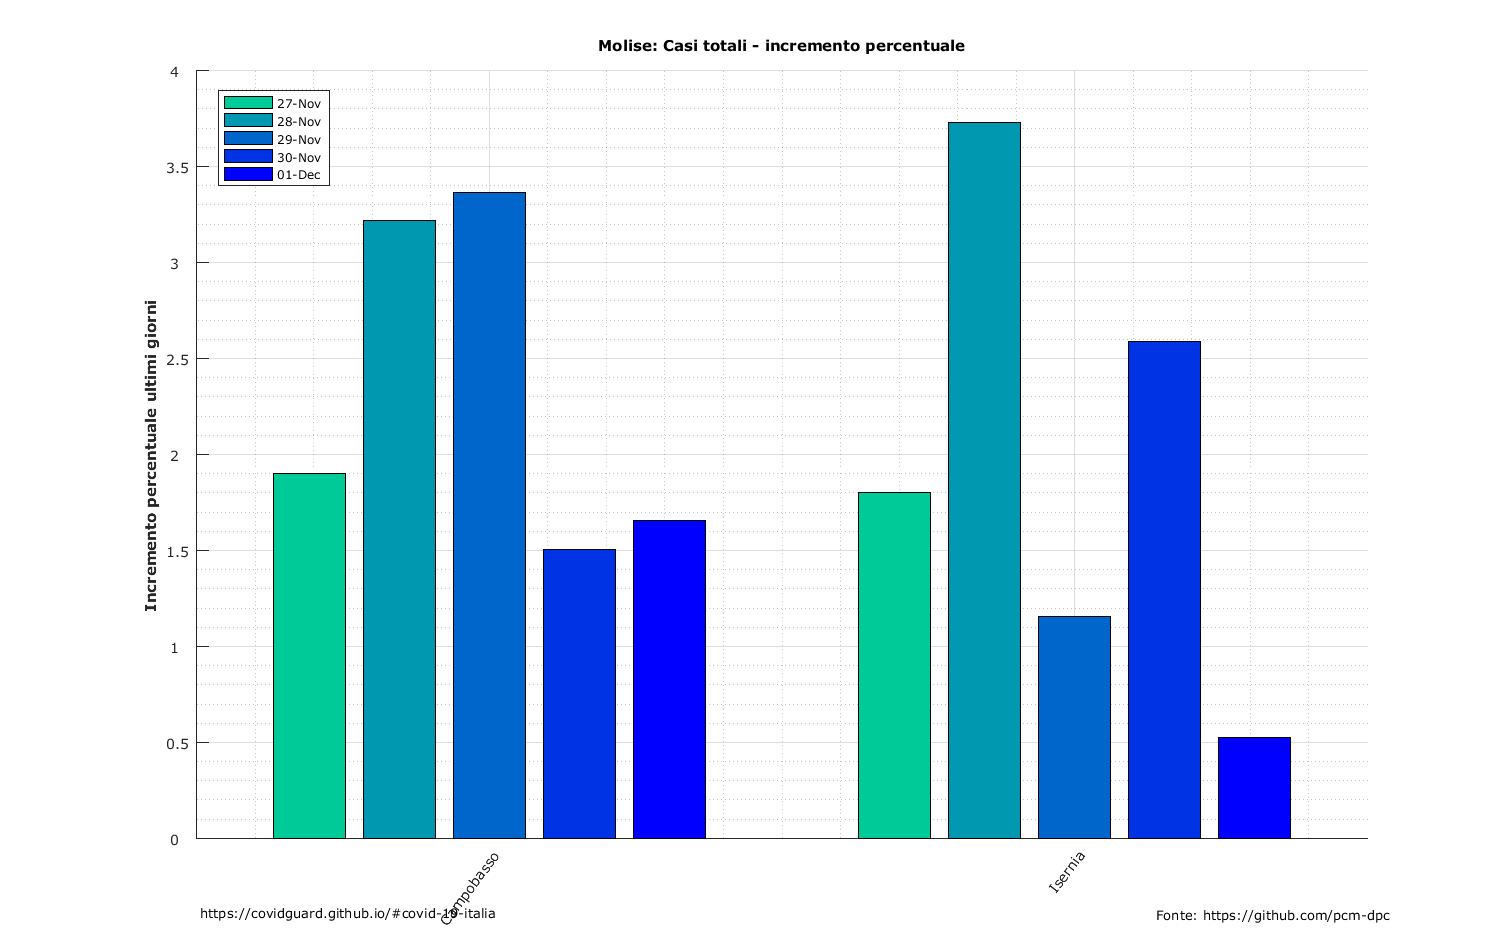 Molise: Casi totali - incremento percentuale
4
3.5
3
2.5
2
1.5
1
0.5
0
Incremento percentuale ultimi giorni
27-Nov
28-Nov
29-Nov
30-Nov
01-Dec
Campobasso
Isernia
https://covidguard.github.io/#covid-19-italia
Fonte: https://github.com/pcm-dpc